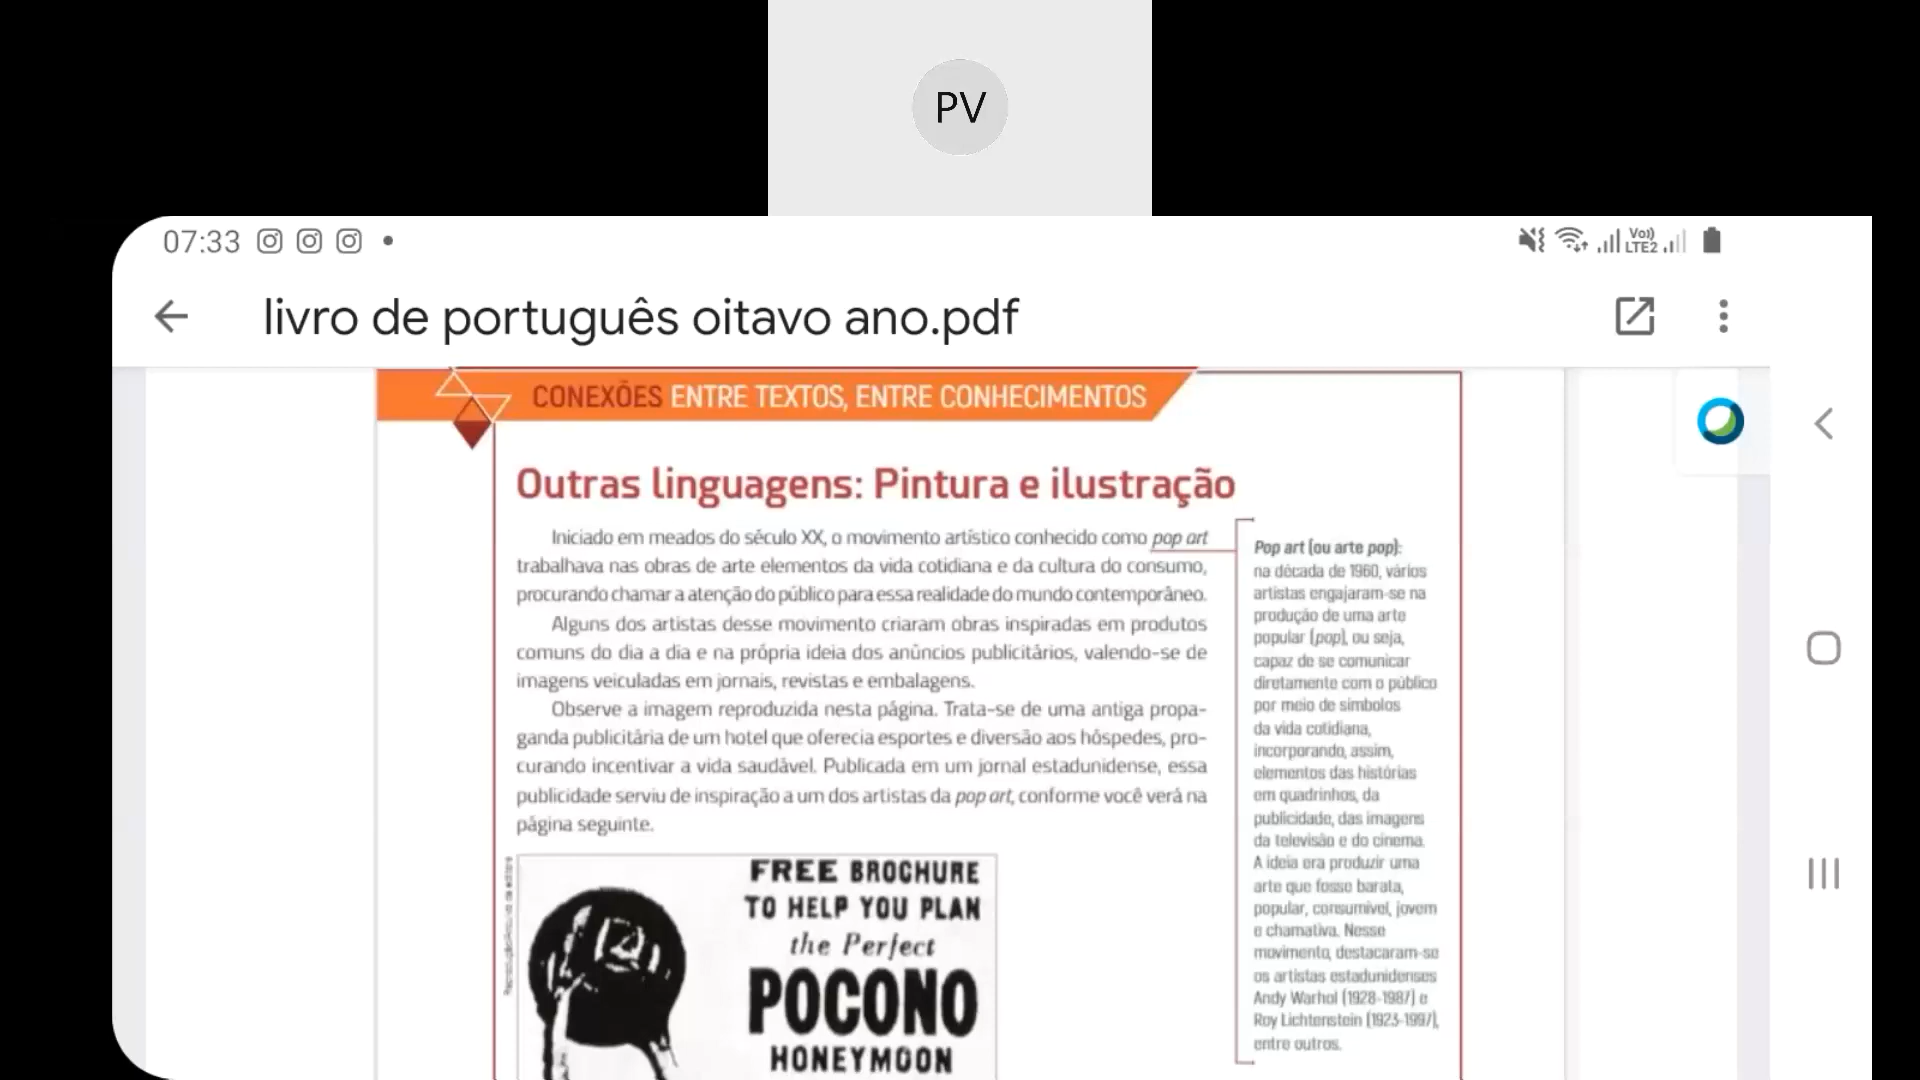 PV
07:33
Vo))
LTE2
livro de português oitavo ano.pdf
CONEXÕES ENTRE TEXTOS, ENTRE CONHECIMENTOS
Outras linguagens: Pintura e ilustração
Iniciado em meados do século XX, o movimento artístico conhecido como pop art
trabalhava nas obras de arte elementos da vida cotidiana e da cultura do consumo,
procurando chamar a atenção do público para essa realidade do mundo contemporâneo.
Alguns dos artistas desse movimento criaram obras inspiradas em produtos
comuns do dia a dia e na própria ideia dos anúncios publicitários, valendo-se de
imagens veiculadas em jornais, revistas e embalagens.
Observe a imagem reproduzida nesta página. Trata-se de uma antiga propa-
ganda publicitária de um hotel que oferecia esportes e diversão aos hóspedes, pro-
curando incentivar a vida saudável. Publicada em um jornal estadunidense, essa
publicidade serviu de inspiração a um dos artistas da pop art, conforme você verá na
página seguinte.
Pop art (ou arte pop):
na década de 1960, vários
artistas engajaram-se na
produção de uma arte
popular (pop), ou seja,
capaz de se comunicar
diretamente com o público
por meio de símbolos
da vida cotidiana,
incorporando, assim,
elementos das histórias
em quadrinhos, da
publicidade, das imagens
da televisão e do cinema.
A ideia era produzir uma
arte que fosse barata,
popular, consumível, jovem
e chamativa. Nesse
movimento, destacaram-se
os artistas estadunidenses
Andy Warhol (1928-1987) e
Roy Lichtenstein (1923-1997),
entre outros.
Reprodução/Arquivo da editora
FREE BROCHURE
TO HELP YOU PLAN
the Perfect
POCONO
HONEYMOON